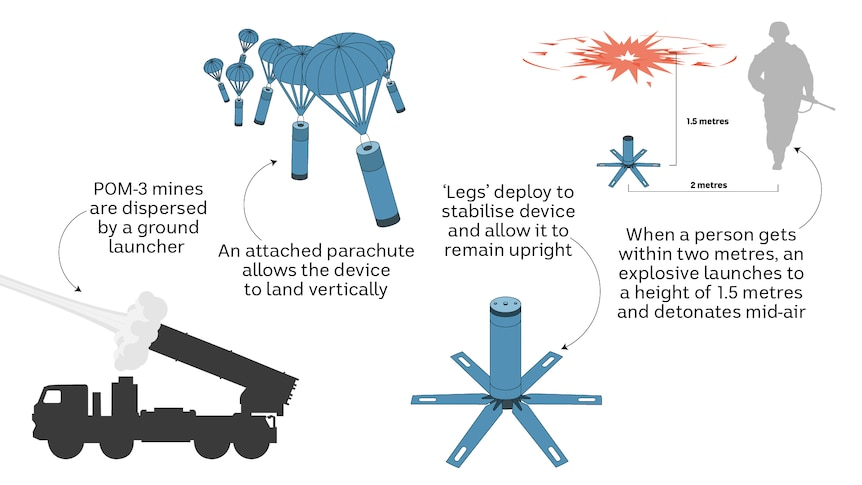 POM-3 mines
are dispersed
by a ground
launcher
An attached parachute
allows the device
to land vertically
‘Legs’ deploy to
stabilise device
and allow it to
remain upright
1.5 metres
2 metres
When a person gets
within two metres, an
explosive launches to
a height of 1.5 metres
and detonates mid-air